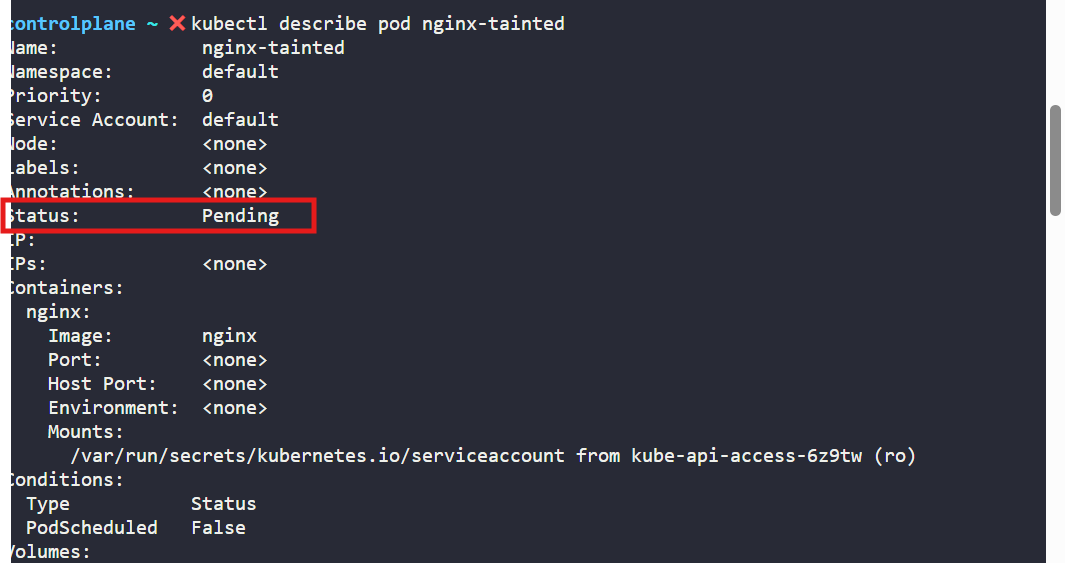 controlplane ~ ❌ kubectl describe pod nginx-tainted
Name:             nginx-tainted
Namespace:        default
Priority:         0
Service Account:  default
Node:             <none>
Labels:           <none>
Annotations:      <none>
Status:           Pending
IP:
IPs:              <none>
Containers:
  nginx:
    Image:        nginx
    Port:         <none>
    Host Port:    <none>
    Environment:  <none>
    Mounts:
      /var/run/secrets/kubernetes.io/serviceaccount from kube-api-access-6z9tw (ro)
Conditions:
  Type           Status
  PodScheduled   False
Volumes: